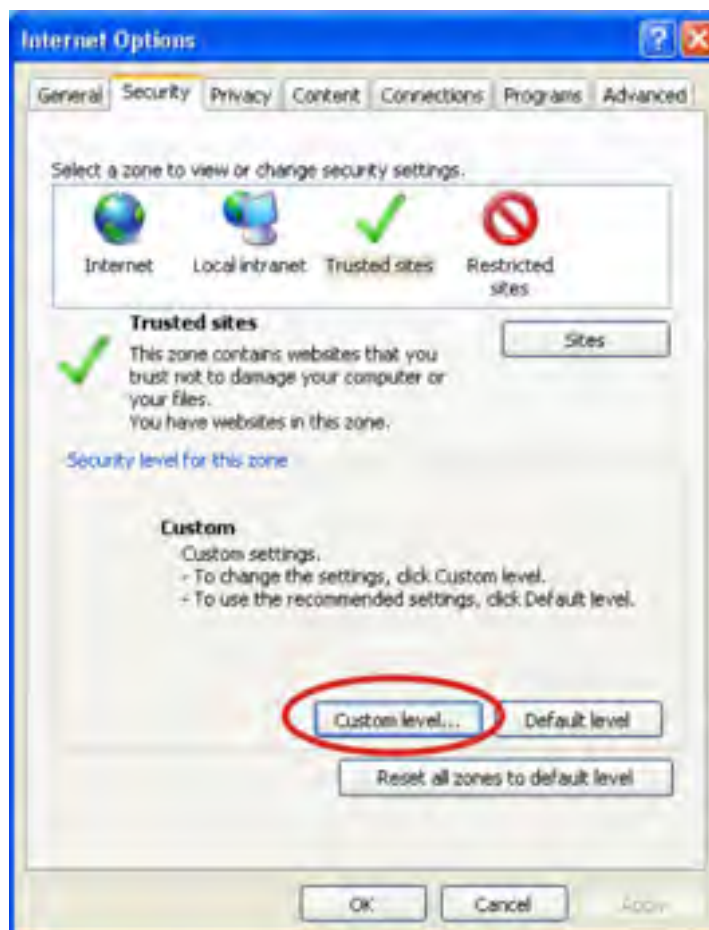 Internet Options
General Security Privacy Content Connections Programs Advanced
Select a zone to view or change security settings.
Internet Local intranet Trusted sites Restricted sites
Trusted sites
Sites
This zone contains websites that you
trust not to damage your computer or
your files.
You have websites in this zone.
Security level for this zone
Custom
Custom settings.
- To change the settings, click Custom level.
- To use the recommended settings, click Default level.
Custom level... Default level
Reset all zones to default level
OK Cancel Apply